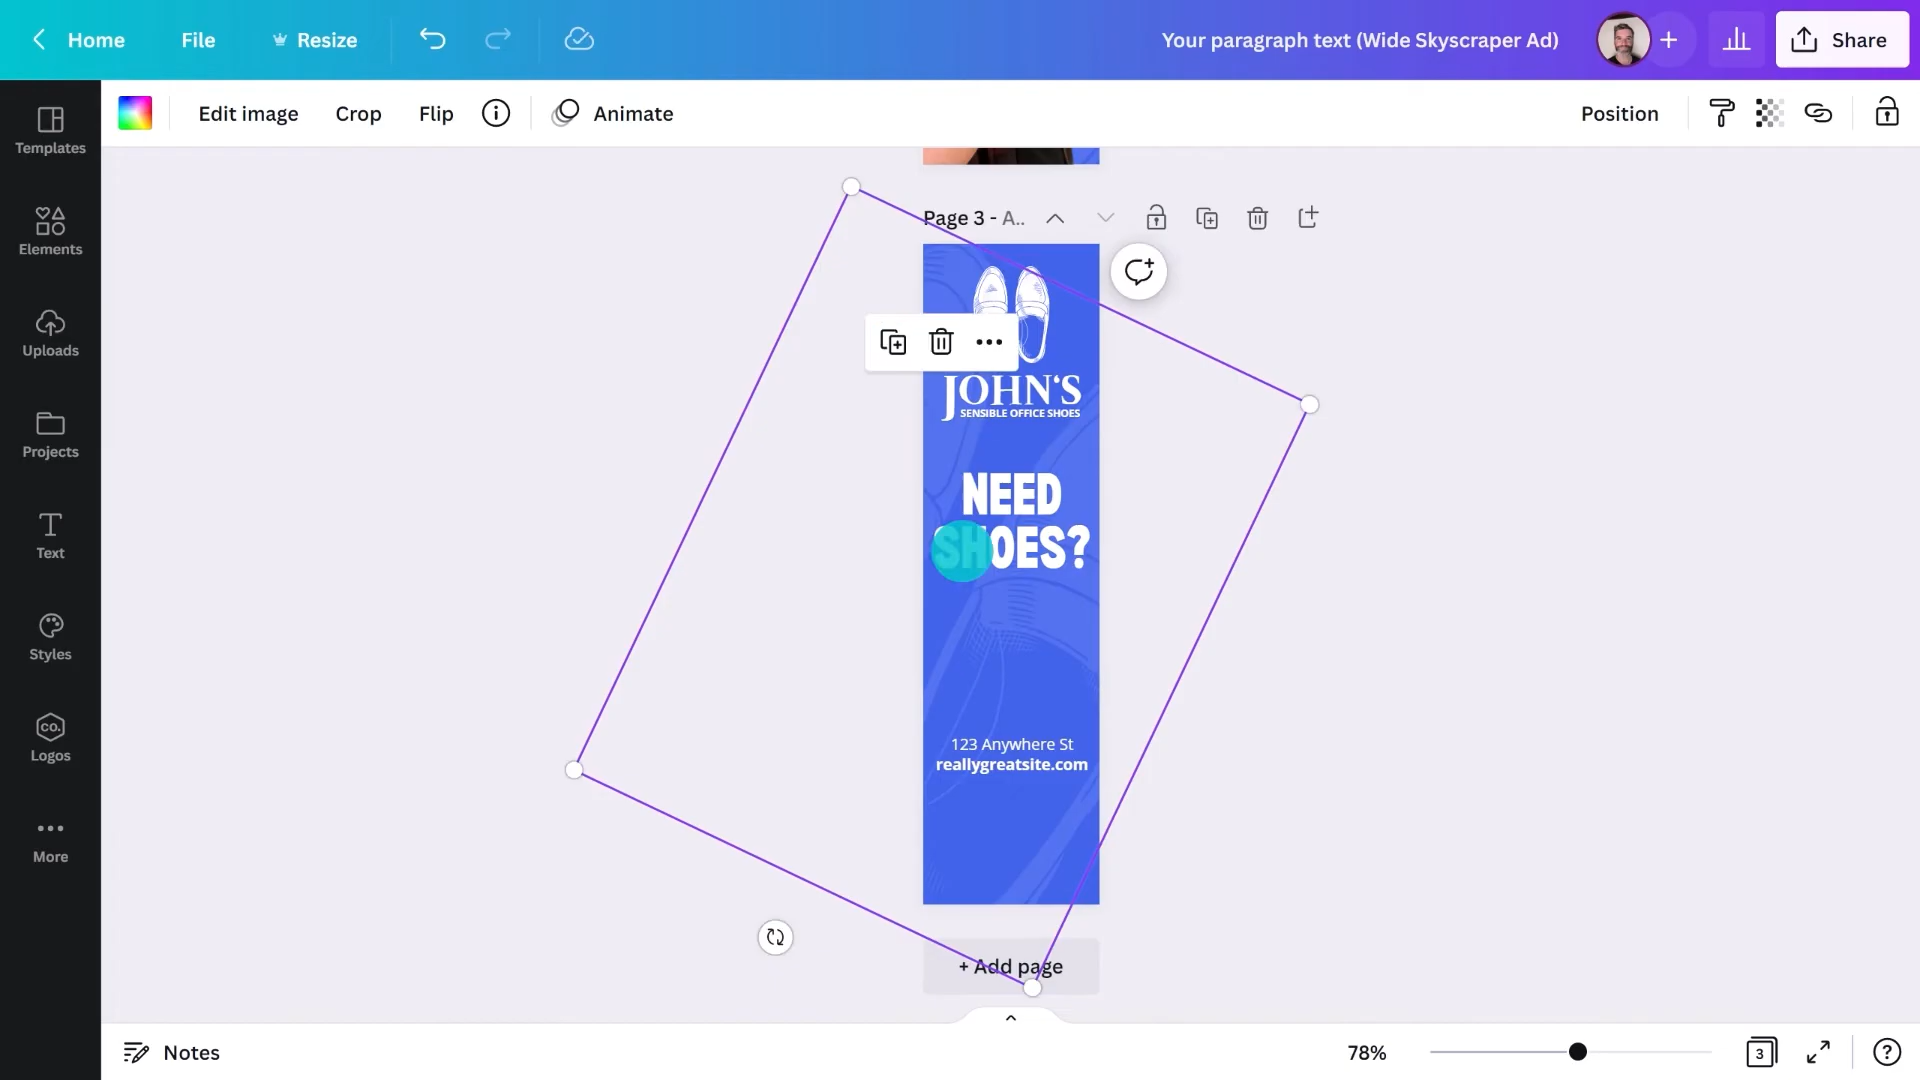 Home
File
Resize
Your paragraph text (Wide Skyscraper Ad)
Share
Edit image
Crop
Flip
Animate
Position
Templates
Elements
Uploads
Projects
Text
Styles
CO.
Logos
More
Page 3 - A..
JOHN'S
SENSIBLE OFFICE SHOES
NEED
SHOES?
123 Anywhere St
reallygreatsite.com
+ Add page
Notes
78%
3
?